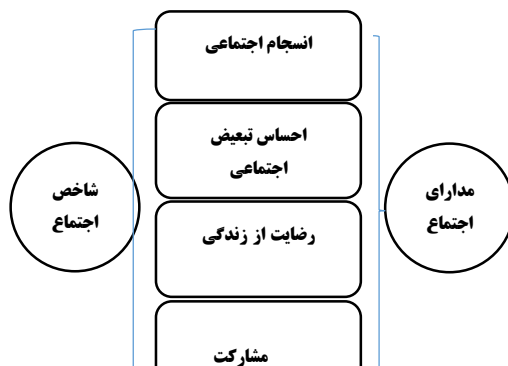 انسجام اجتماعی
احساس تبعیض
اجتماعی
رضایت از زندگی
مشارکت
مدارای
اجتماع
شاخص
اجتماع